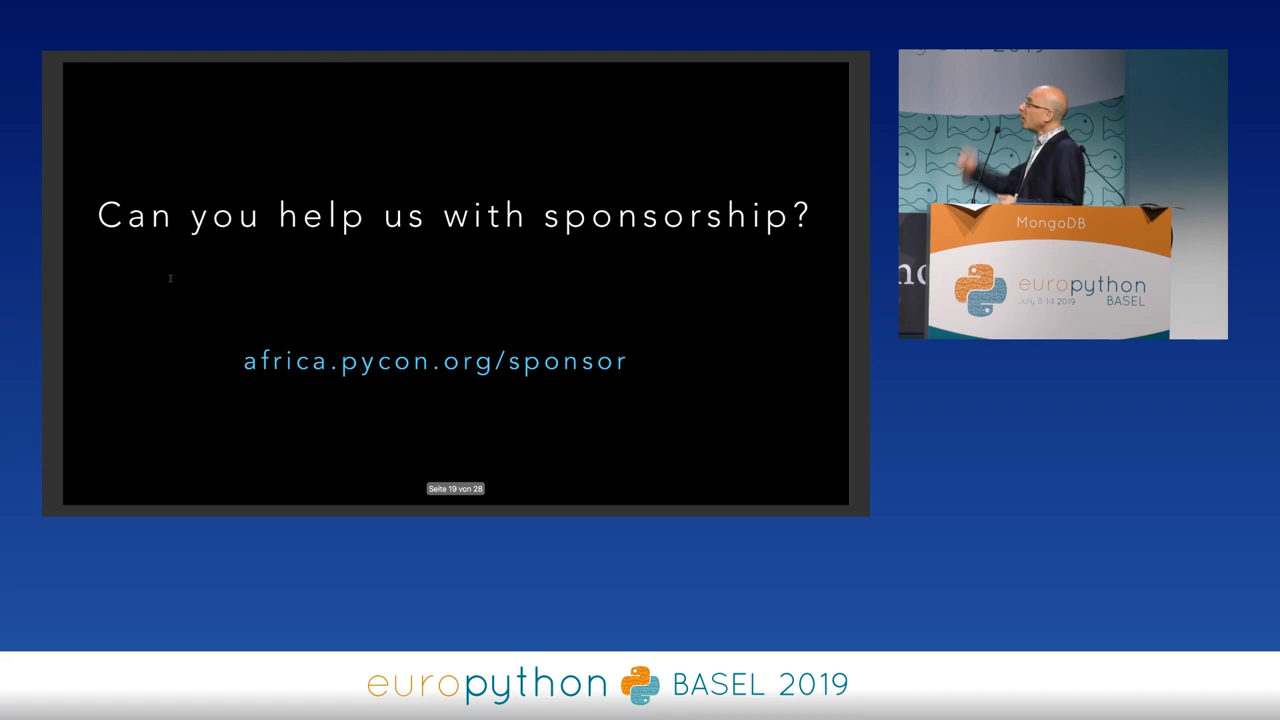 Can you help us with sponsorship?
africa.pycon.org/sponsor
Seite 19 von 28
2019
MongoDB
europython
July 8-14 2019
BASEL
europython BASEL 2019